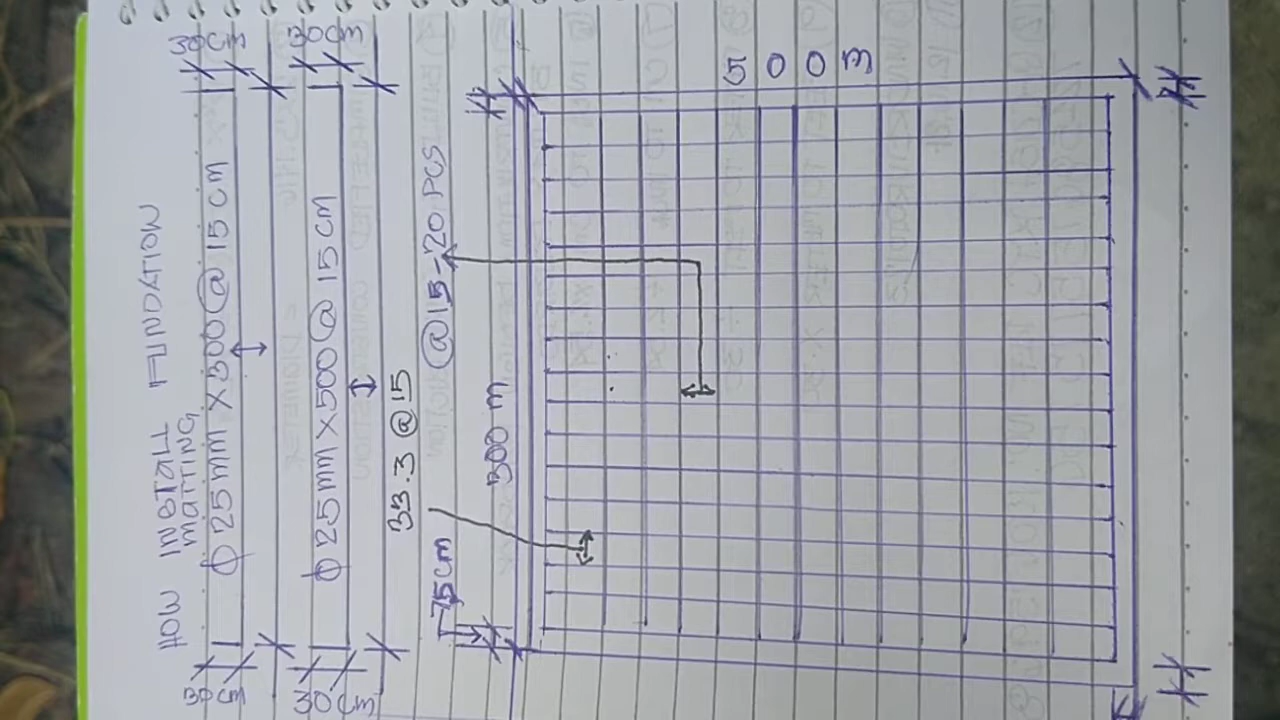 HOW INSTALL FUNDATION
MATTING
30 cm
30 cm
φ 25 mm x 300 @ 15 cm
30 cm
30 cm
φ 25 mm x 500 @ 15 cm
33.3 @ 15
@ 15 - 20 PCS
75 cm
300 m
500 m